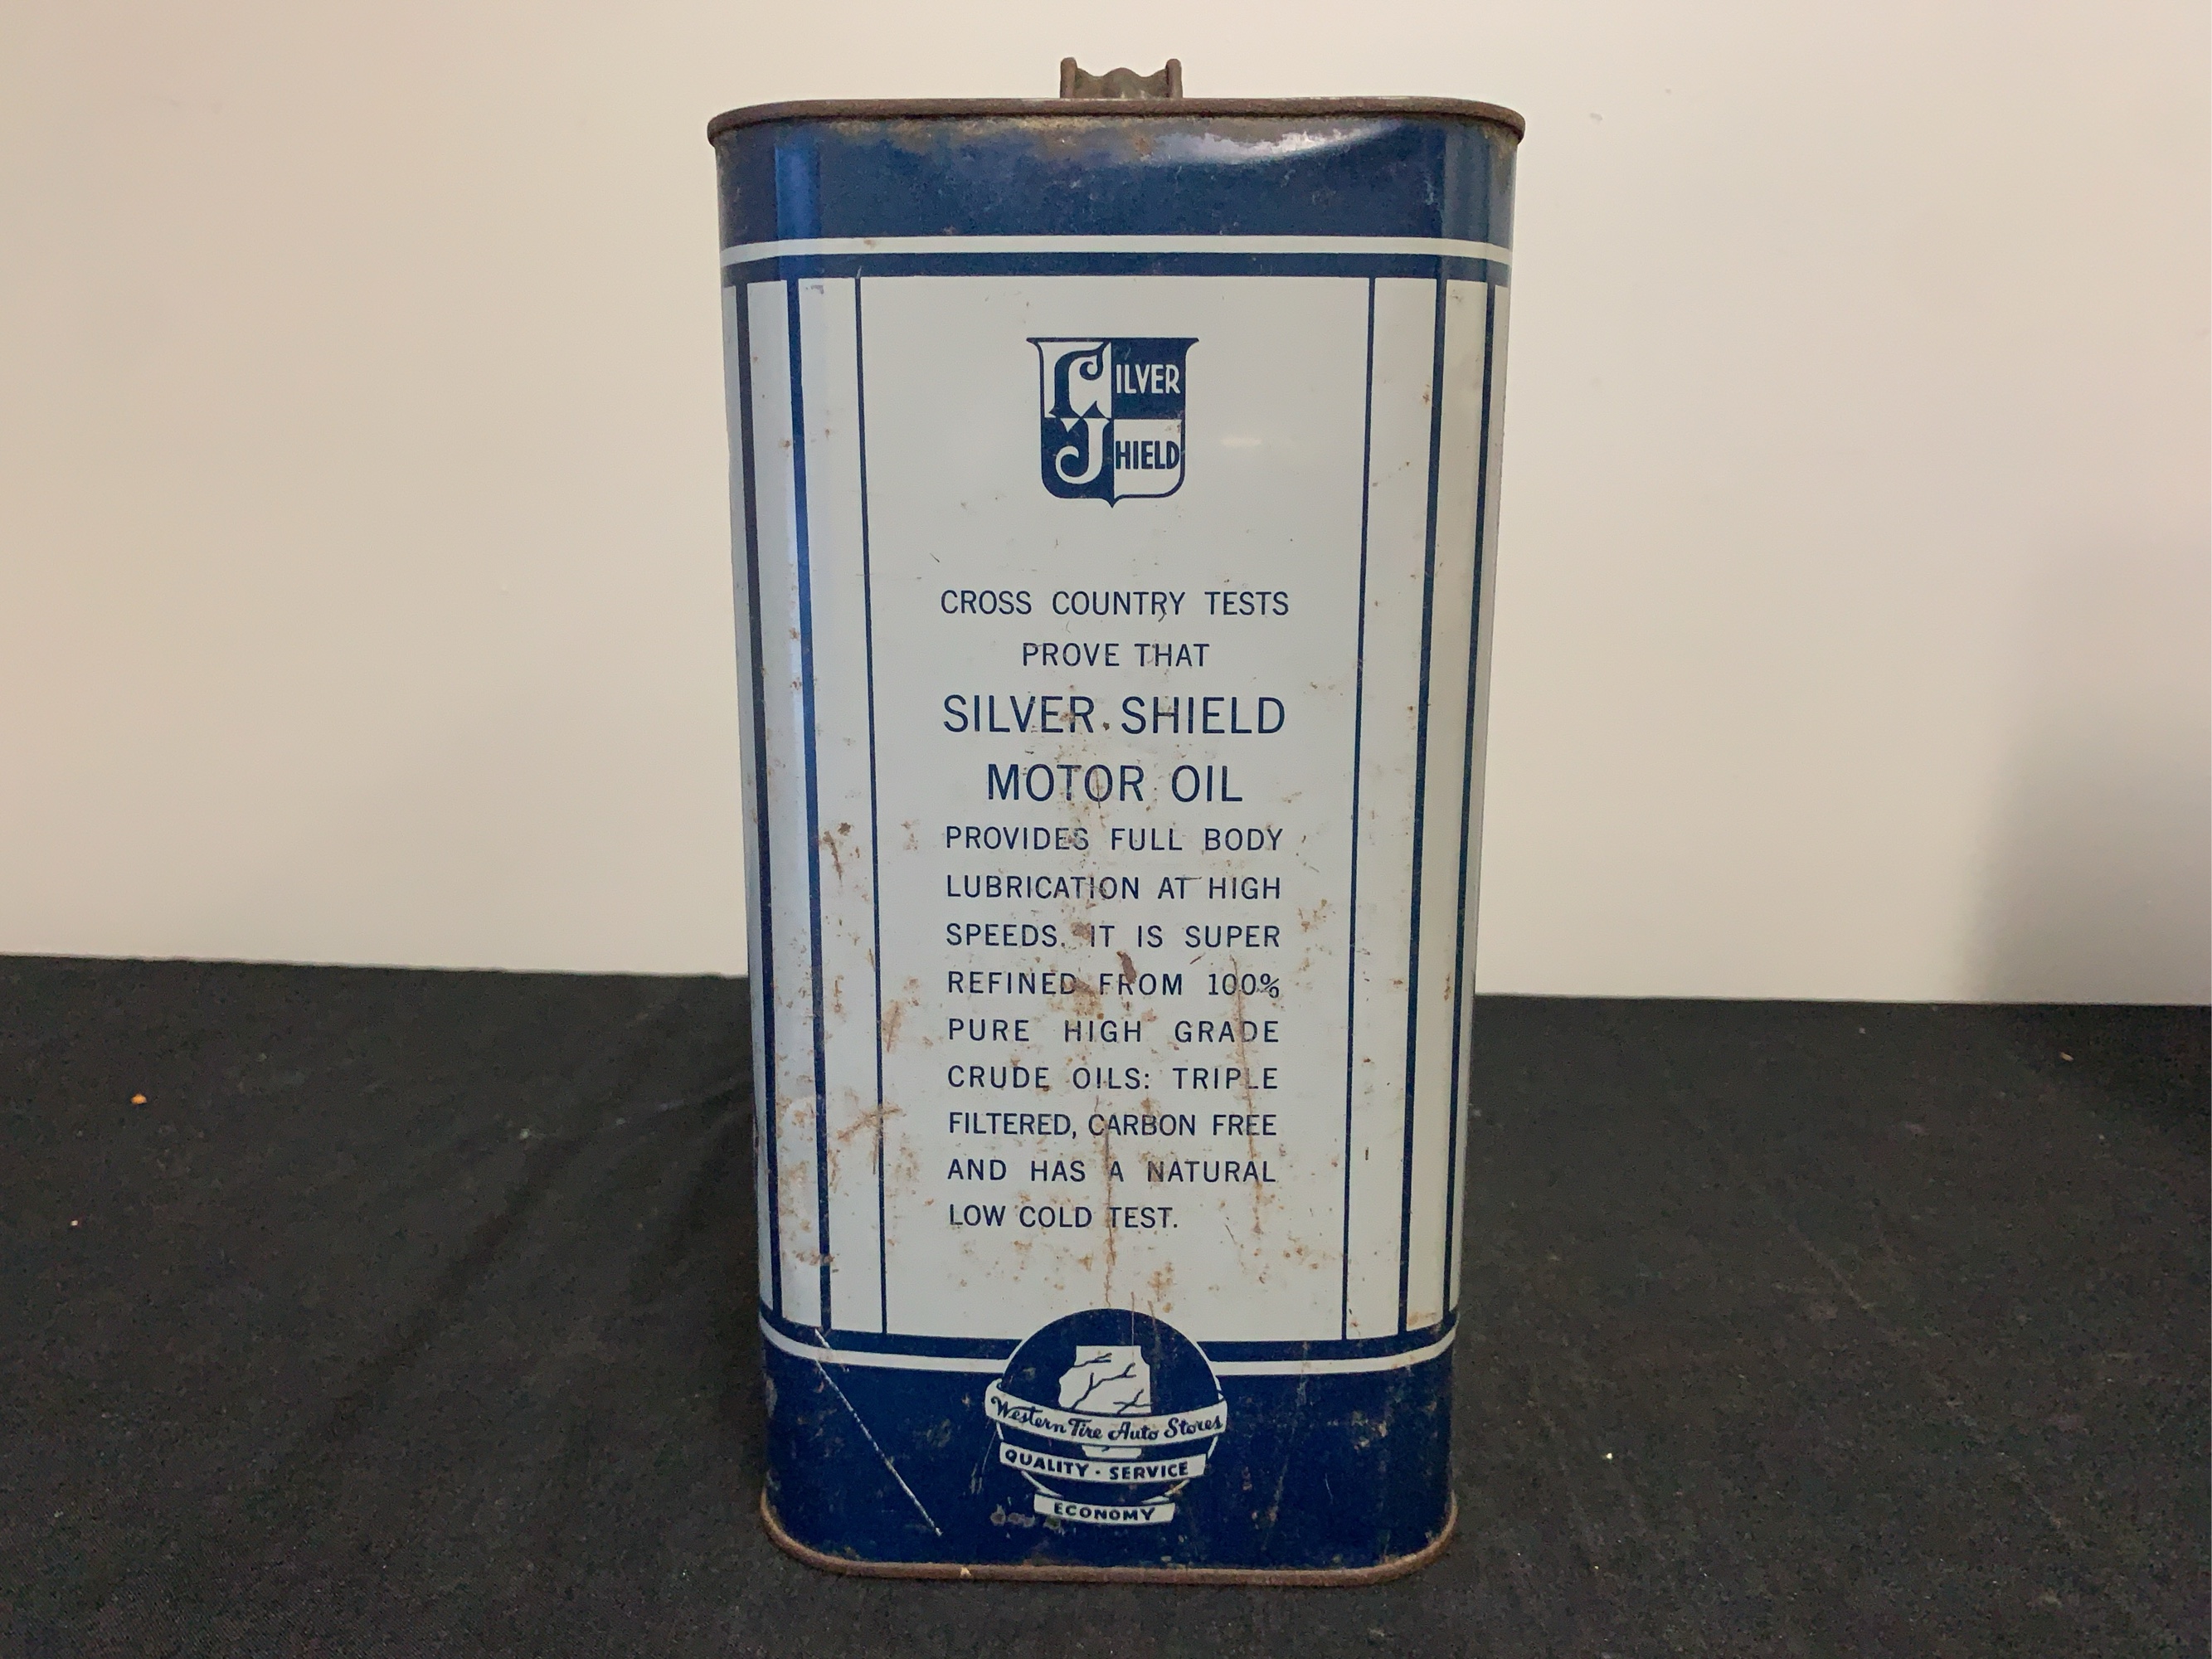 SILVER
SHIELD
CROSS COUNTRY TESTS
PROVE THAT
SILVER SHIELD
MOTOR OIL
PROVIDES FULL BODY
LUBRICATION AT HIGH
SPEEDS. IT IS SUPER
REFINED FROM 100%
PURE HIGH GRADE
CRUDE OILS: TRIPLE
FILTERED, CARBON FREE
AND HAS A NATURAL
LOW COLD TEST.
Western Tire Auto Stores
QUALITY - SERVICE
ECONOMY